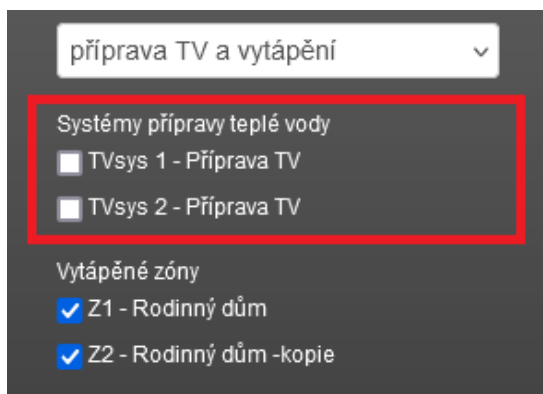 příprava TV a vytápění
Systémy přípravy teplé vody
TVsys 1 - Příprava TV
TVsys 2 - Příprava TV
Vytápěné zóny
Z1 - Rodinný dům
Z2 - Rodinný dům -kopie